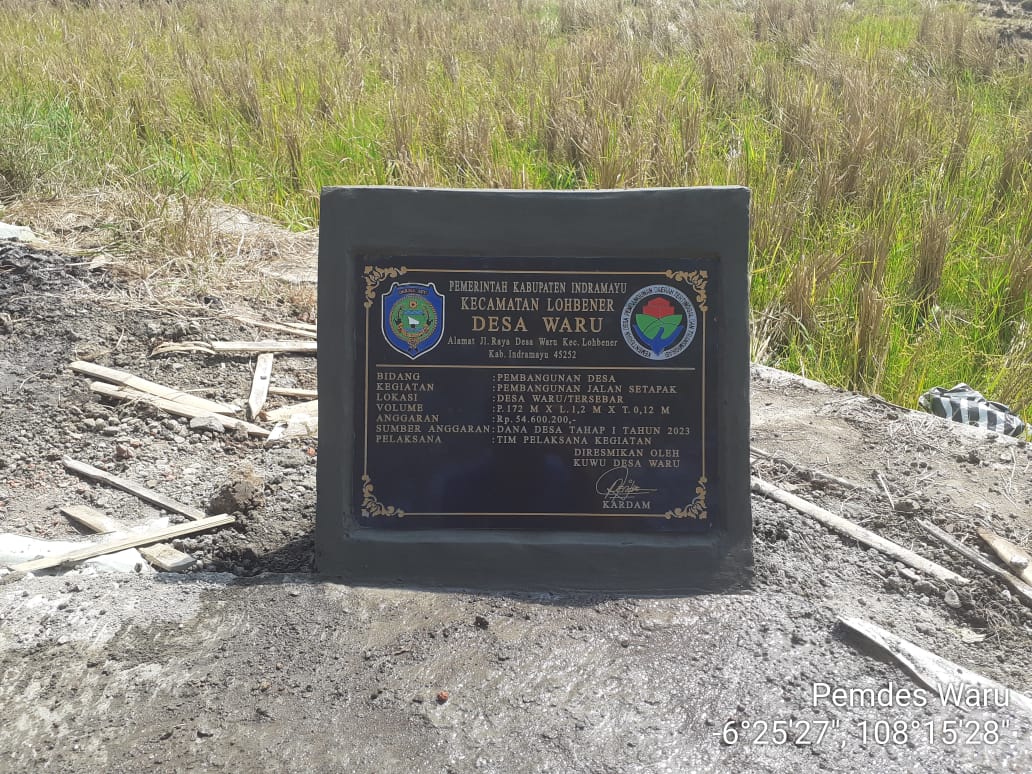 PEMERINTAH KABUPATEN INDRAMAYU
KECAMATAN LOHBENER
DESA WARU
Alamat Jl. Raya Desa Waru Kec. Lohbener
Kab. Indramayu 45252
BIDANG : PEMBANGUNAN DESA
KEGIATAN : PEMBANGUNAN JALAN SETAPAK
LOKASI : DESA WARU/TERSEBAR
VOLUME : P.172 M X L.1,2 M X T.0,12 M
ANGGARAN : Rp. 54.600.200,-
SUMBER ANGGARAN : DANA DESA TAHAP I TAHUN 2023
PELAKSANA : TIM PELAKSANA KEGIATAN
DIRESMIKAN OLEH
KUWU DESA WARU
KARDAM
Pemdes Waru
-6°25'27", 108°15'28"